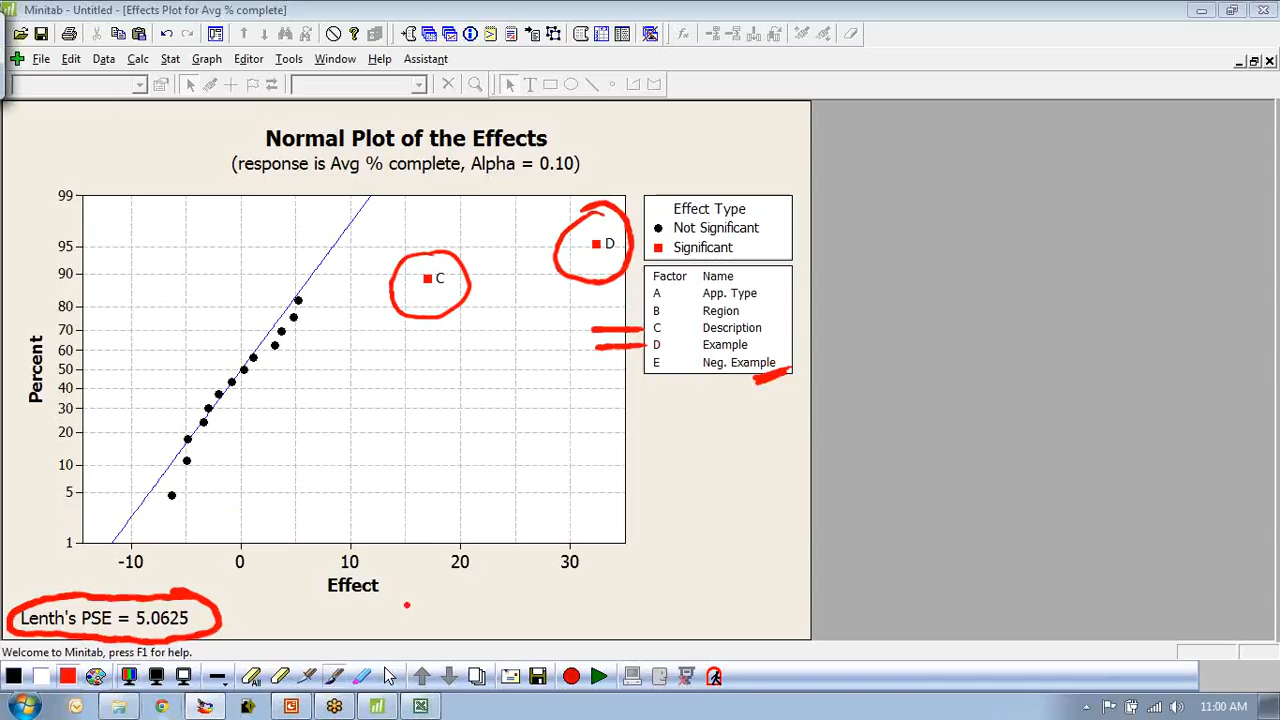 Minitab - Untitled - [Effects Plot for Avg % complete]
File Edit Data Calc Stat Graph Editor Tools Window Help Assistant
Normal Plot of the Effects
(response is Avg % complete, Alpha = 0.10)
99
95
90
80
70
60
50
40
30
20
10
5
1
Percent
D
C
Effect Type
Not Significant
Significant
Factor Name
A App. Type
B Region
C Description
D Example
E Neg. Example
-10 0 10 20 30
Effect
Lenth's PSE = 5.0625
Welcome to Minitab, press F1 for help.
11:00 AM